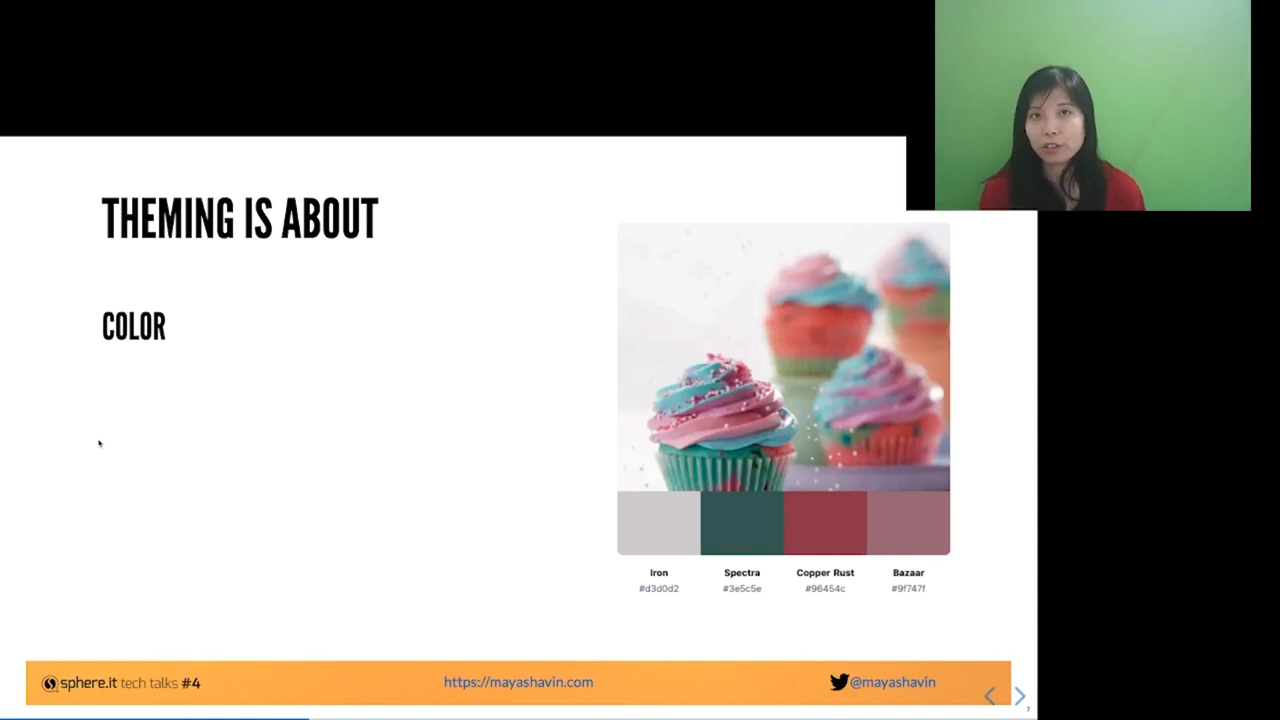 THEMING IS ABOUT
COLOR
Iron
#d3d0d2
Spectra
#3e5c5e
Copper Rust
#96454c
Bazaar
#9f747f
sphere.it tech talks #4
https://mayashavin.com
@mayashavin
7